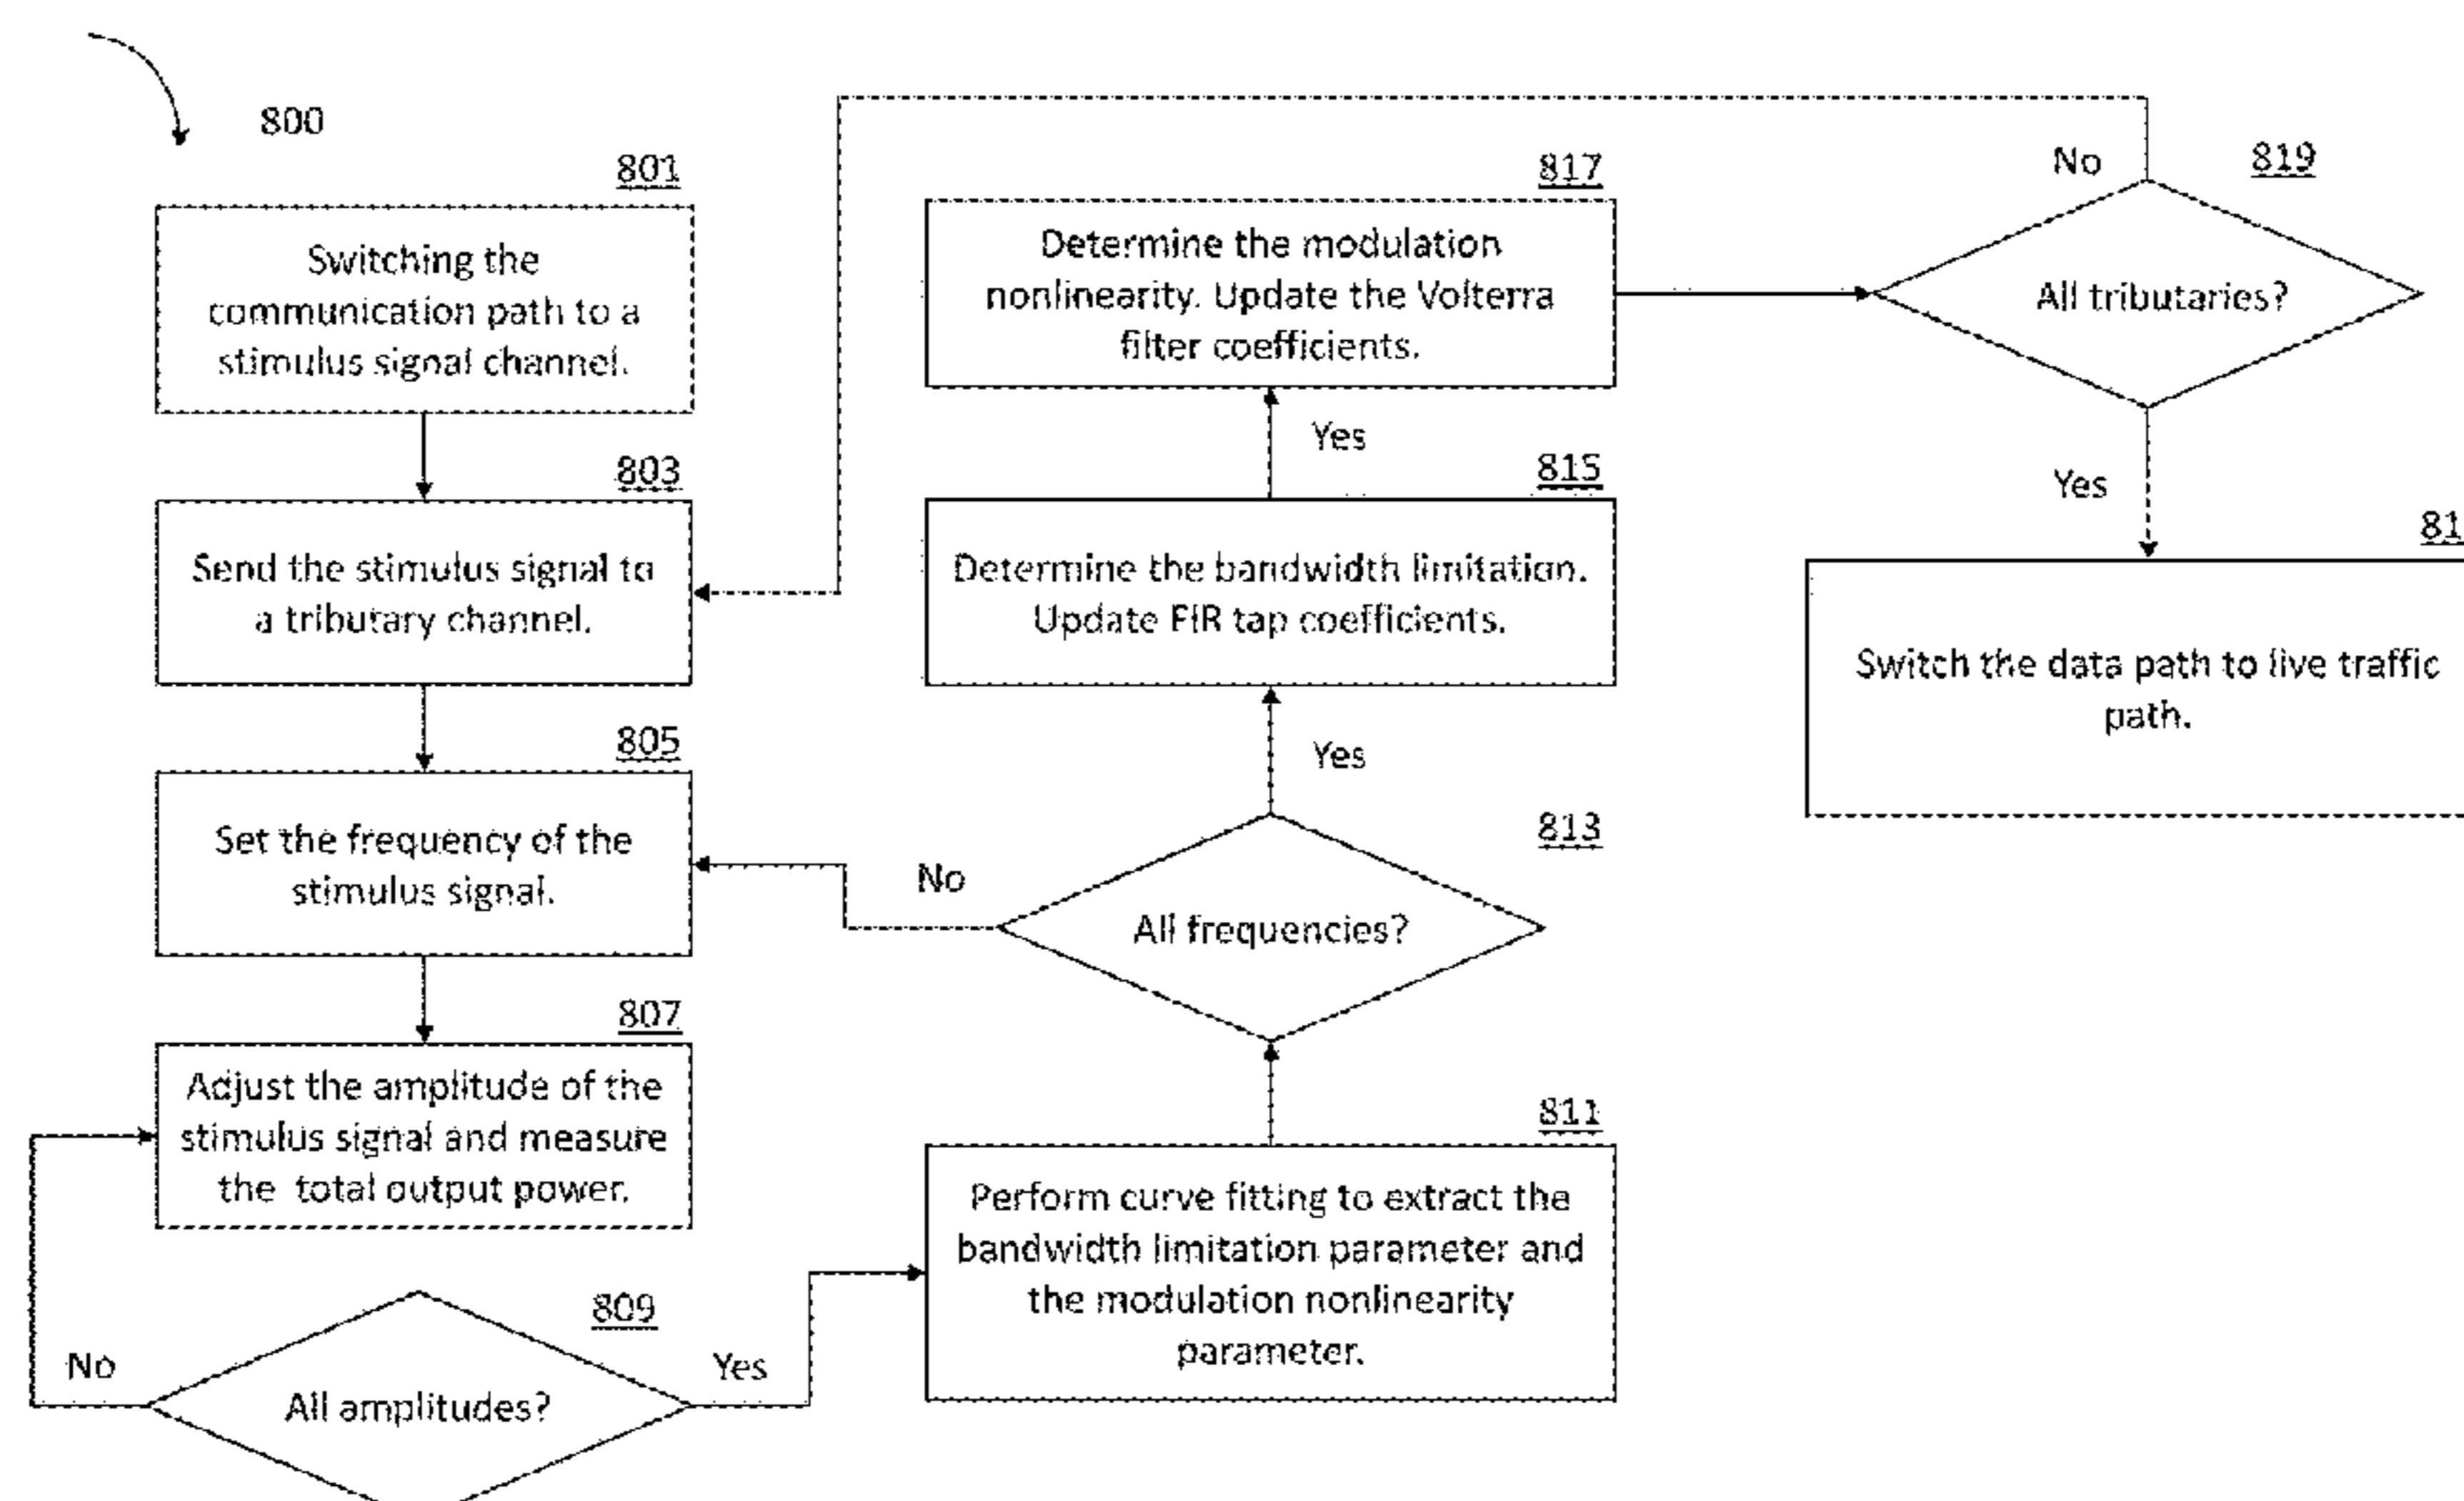 800
801
Switching the
communication path to a
stimulus signal channel.
803
Send the stimulus signal to
a tributary channel.
805
Set the frequency of the
stimulus signal.
807
Adjust the amplitude of the
stimulus signal and measure
the total output power.
809
All amplitudes?
No
Yes
811
Perform curve fitting to extract the
bandwidth limitation parameter and
the modulation nonlinearity
parameter.
813
All frequencies?
No
Yes
815
Determine the bandwidth limitation.
Update FIR tap coefficients.
Yes
817
Determine the modulation
nonlinearity. Update the Volterra
filter coefficients.
819
All tributaries?
No
Yes
Switch the data path to live traffic
path.